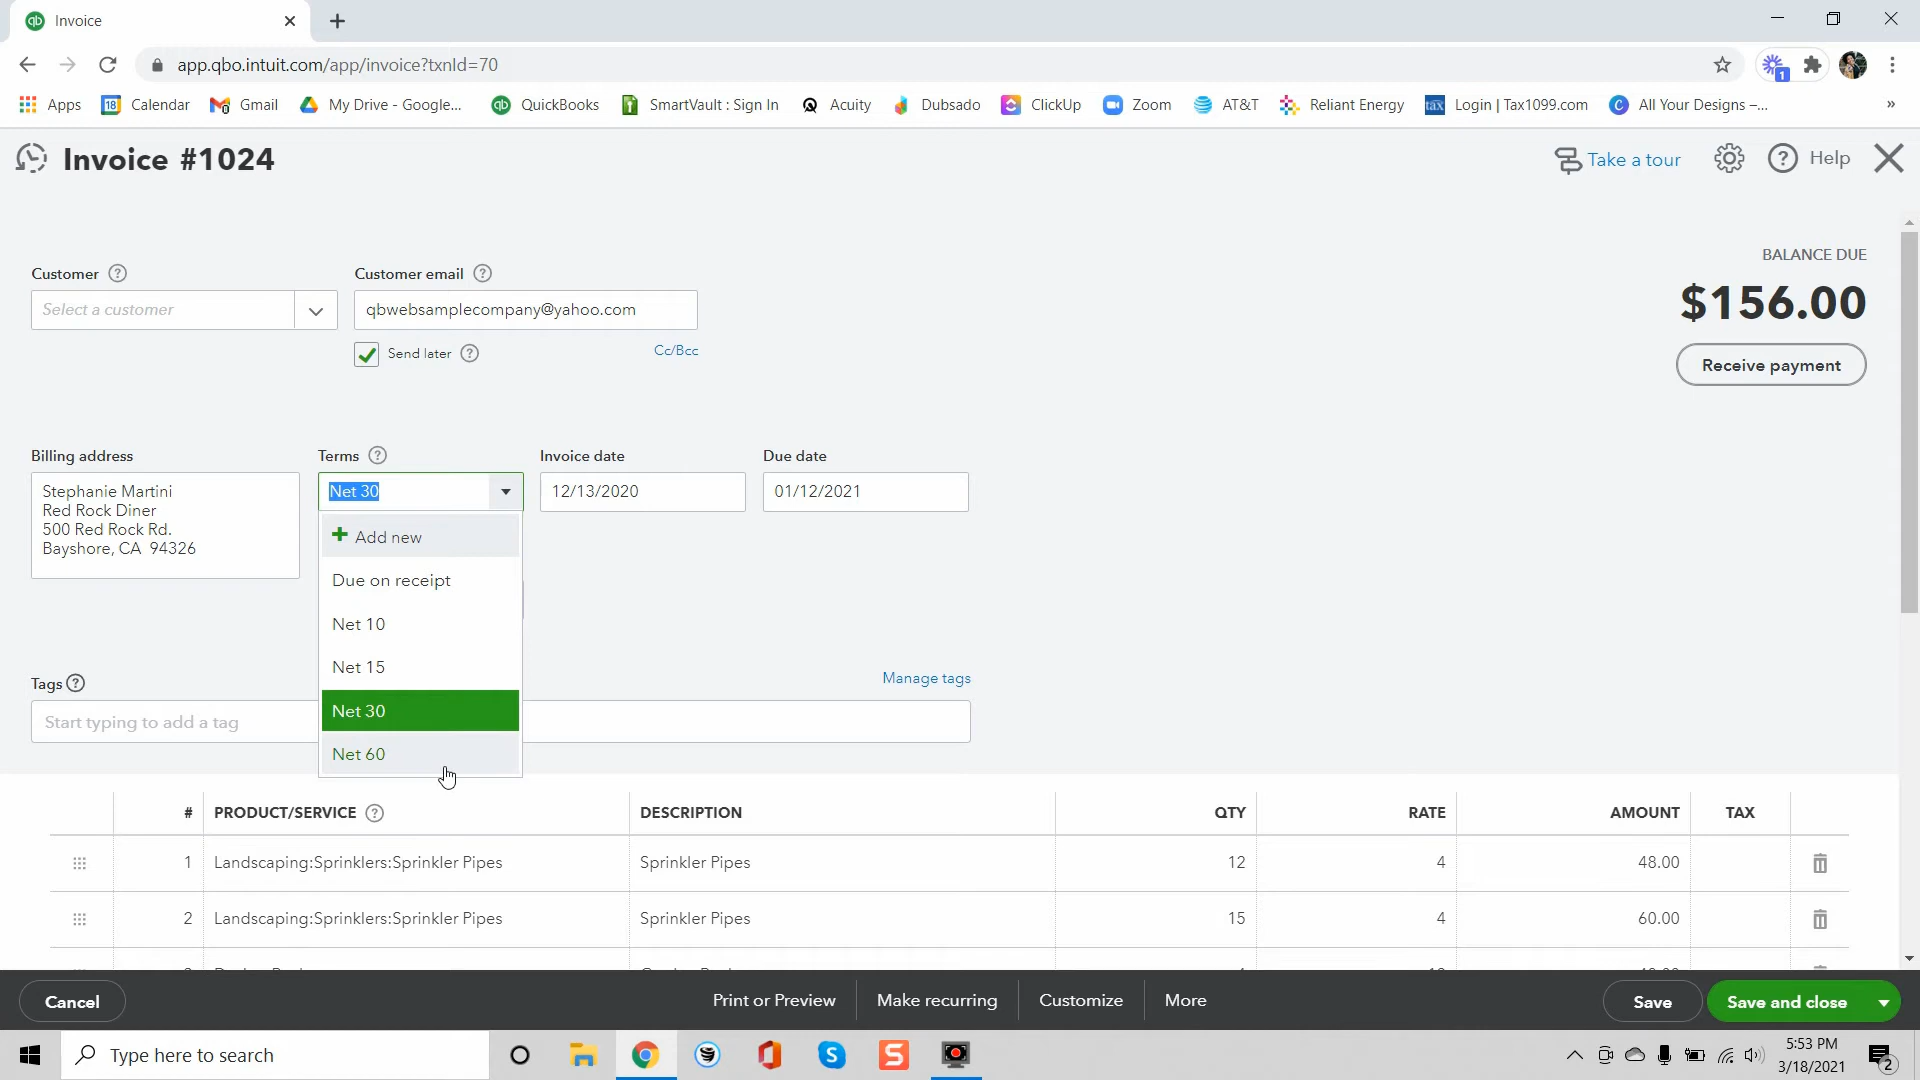 Invoice
app.qbo.intuit.com/app/invoice?txnId=70
1
Apps
18
Calendar
Gmail
My Drive - Google...
qb
QuickBooks
SmartVault : Sign In
Acuity
Dubsado
ClickUp
Zoom
AT&T
Reliant Energy
tax
Login | Tax1099.com
All Your Designs –...
»
Invoice #1024
Take a tour
Help
Customer
Customer email
BALANCE DUE
Select a customer
qbwebsamplecompany@yahoo.com
$156.00
Send later
Cc/Bcc
Receive payment
Billing address
Terms
Invoice date
Due date
Stephanie Martini
Red Rock Diner
500 Red Rock Rd.
Bayshore, CA 94326
Net 30
12/13/2020
01/12/2021
Add new
Due on receipt
Net 10
Net 15
Net 30
Net 60
Tags
Manage tags
Start typing to add a tag
# PRODUCT/SERVICE DESCRIPTION QTY RATE AMOUNT TAX
1 Landscaping:Sprinklers:Sprinkler Pipes Sprinkler Pipes 12 4 48.00
2 Landscaping:Sprinklers:Sprinkler Pipes Sprinkler Pipes 15 4 60.00
Cancel
Print or Preview
Make recurring
Customize
More
Save
Save and close
Type here to search
5:53 PM
3/18/2021
2